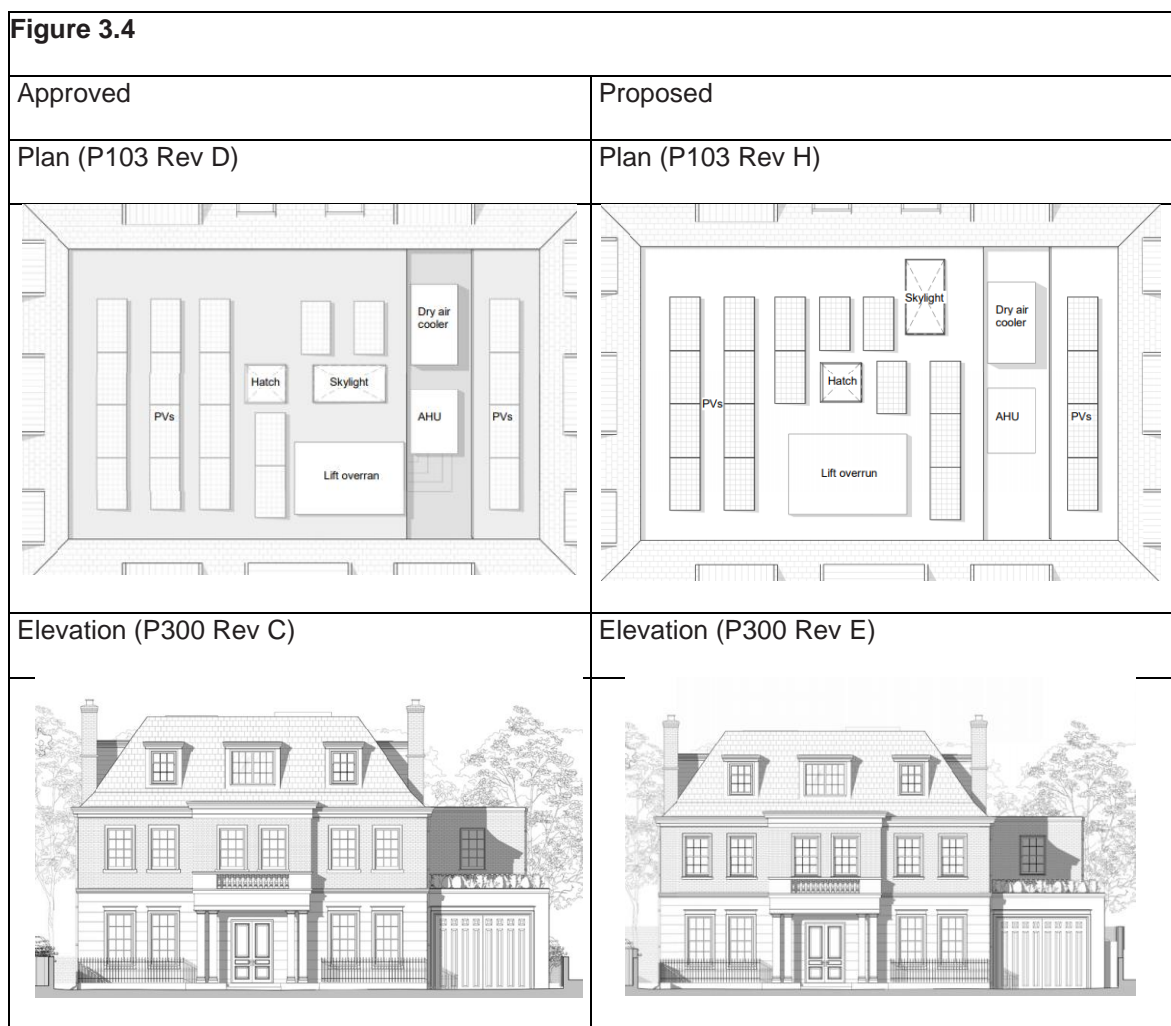 Figure 3.4
Approved
Proposed
Plan (P103 Rev D)
Plan (P103 Rev H)
Dry air
cooler
Hatch
Skylight
PVs
AHU
PVs
Lift overran
Skylight
Dry air
cooler
Hatch
PVs
AHU
PVs
Lift overrun
Elevation (P300 Rev C)
Elevation (P300 Rev E)